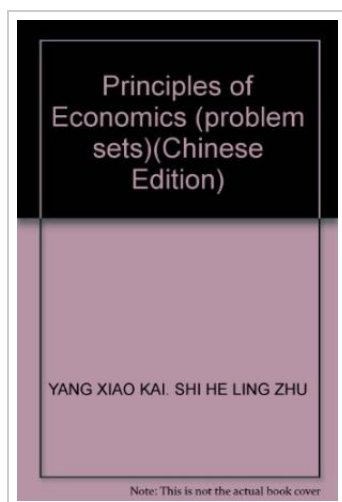 Principles of
Economics (problem
sets)(Chinese
Edition)
YANG XIAO KAI. SHI HE LING ZHU
Note: This is not the actual book cover